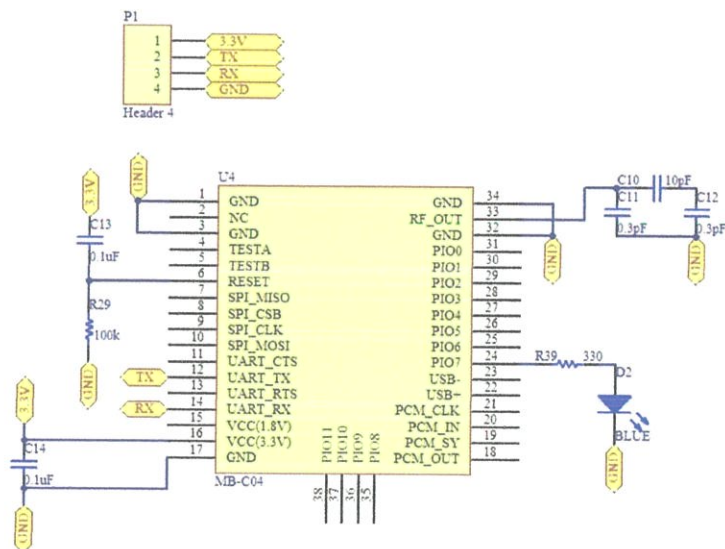 P1
1 3.3V
2 TX
3 RX
4 GND
Header 4
U4
GND
3.3V
C13
0.1uF
R29
100k
GND
TX
RX
3.3V
C14
0.1uF
GND
1 GND
2 NC
3 GND
4 TESTA
5 TESTB
6 RESET
7 SPI_MISO
8 SPI_CSB
9 SPI_CLK
10 SPI_MOSI
11 UART_CTS
12 UART_TX
13 UART_RTS
14 UART_RX
15 VCC(1.8V)
16 VCC(3.3V)
17 GND
MB-C04
GND 34
RF_OUT 33
GND 32
PIO0 31
PIO1 30
PIO2 29
PIO3 28
PIO4 27
PIO5 26
PIO6 25
PIO7 24
USB- 23
USB+ 22
PCM_CLK 21
PCM_IN 20
PCM_SY 19
PCM_OUT 18
PIO11 38
PIO10 37
PIO9 36
PIO8 35
GND
C10
10pF
C11
0.3pF
C12
0.3pF
GND
R39 330
D2
BLUE
GND